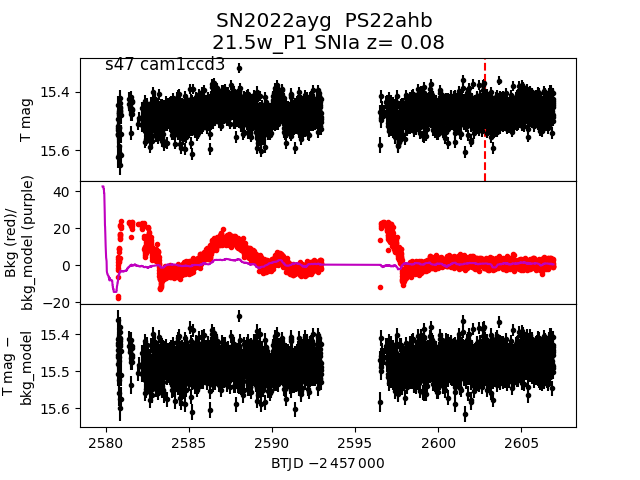 SN2022ayg PS22ahb
21.5w_P1 SNIa z= 0.08
s47 cam1ccd3
T mag
15.4
15.6
Bkg (red)/
bkg_model (purple)
40
20
0
−20
T mag −
bkg_model
15.4
15.5
15.6
2580 2585 2590 2595 2600 2605
BTJD −2 457 000